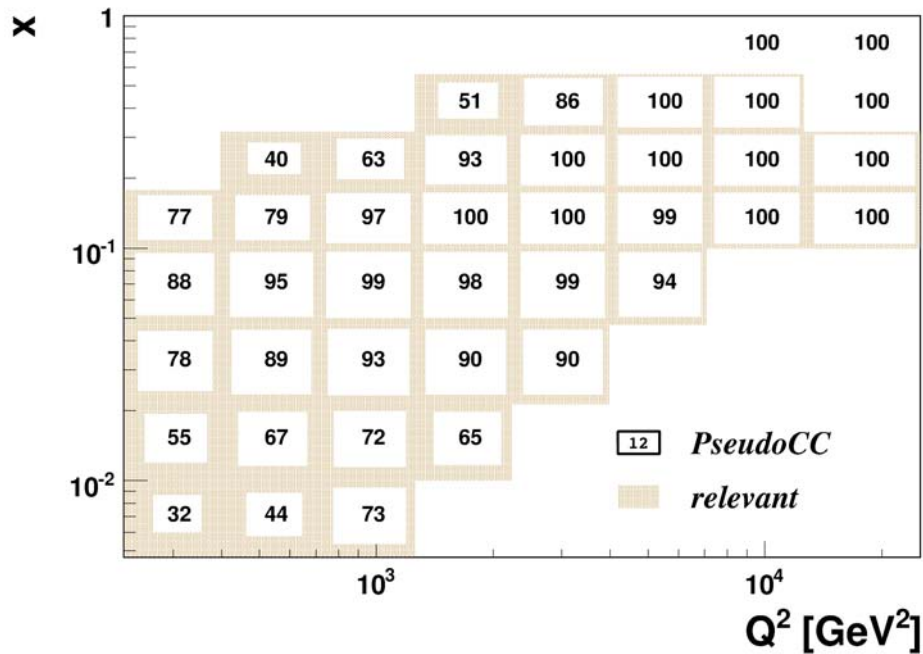 x
1
100 100
51 86 100 100 100
40 63 93 100 100 100 100
77 79 97 100 100 99 100 100
10⁻¹
88 95 99 98 99 94
78 89 93 90 90
55 67 72 65
12 PseudoCC
10⁻²
relevant
32 44 73
10³ 10⁴
Q² [GeV²]